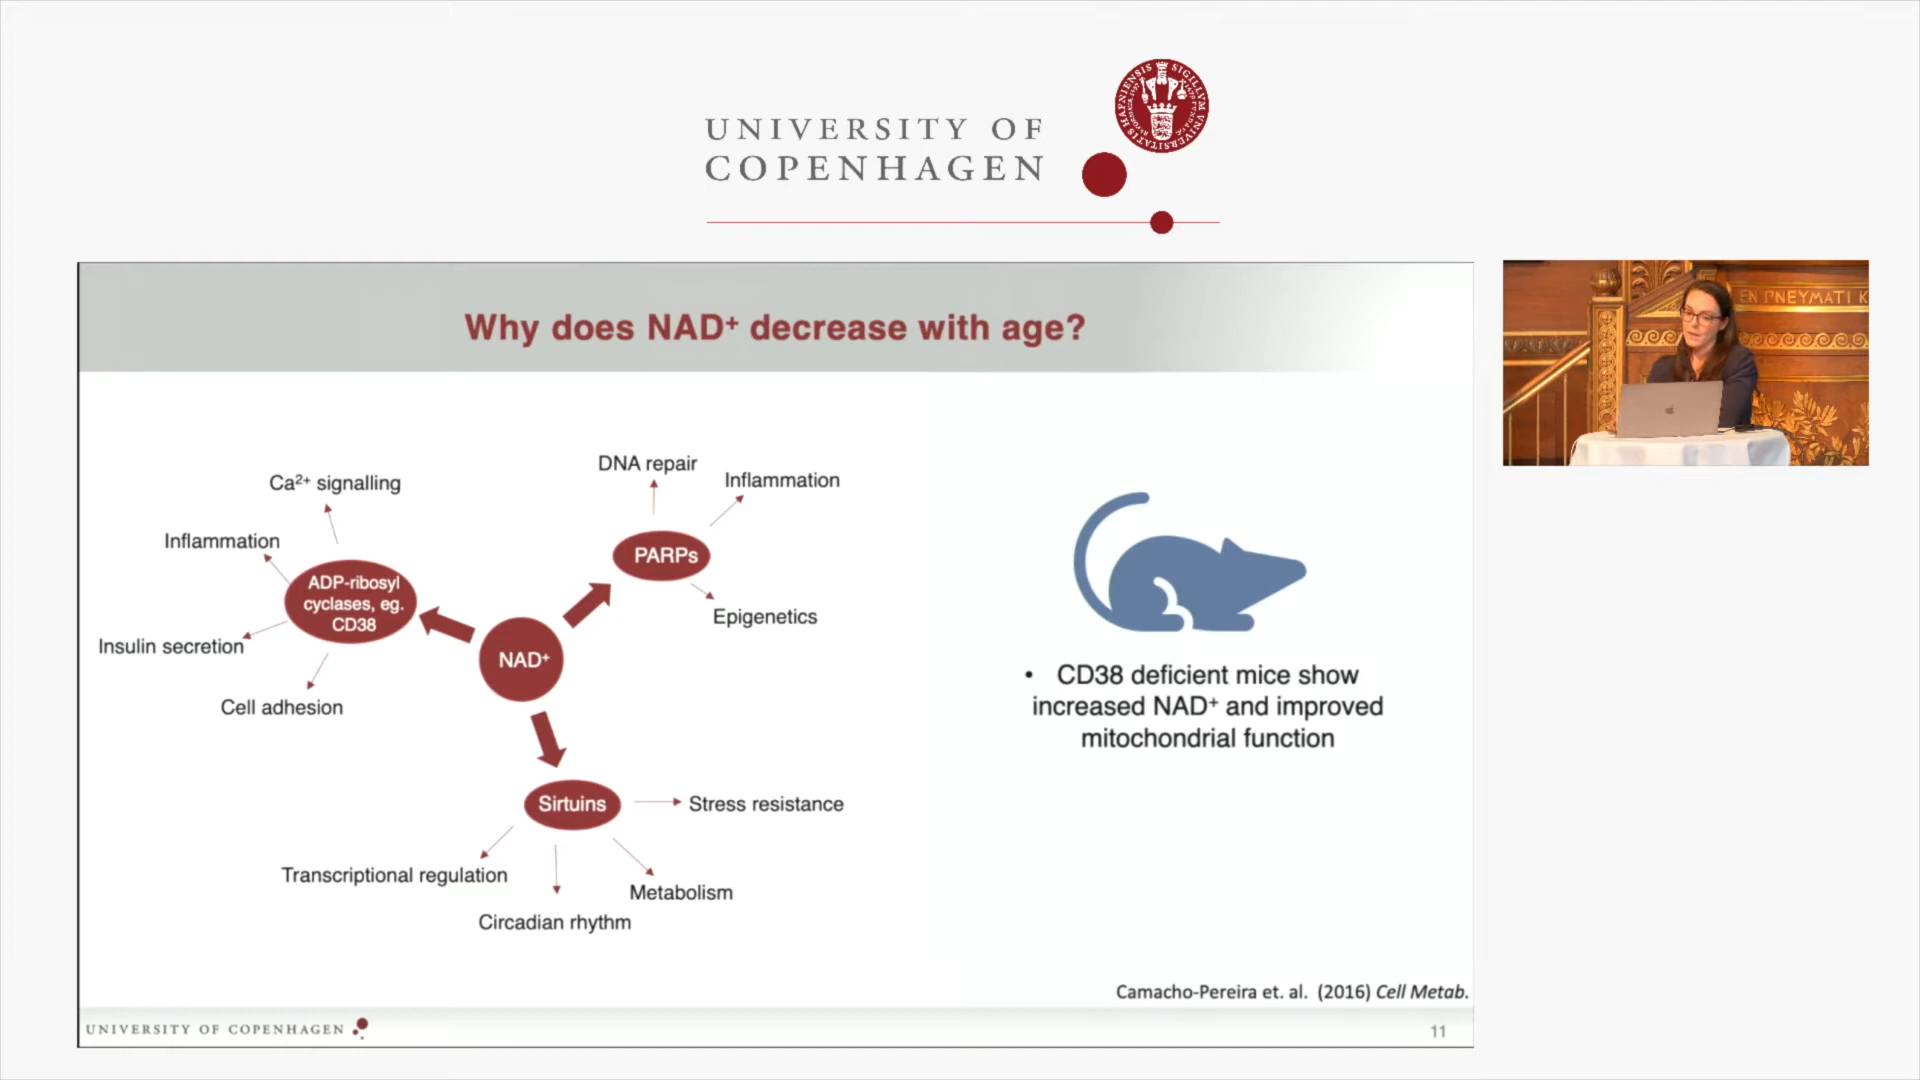 UNIVERSITY OF
COPENHAGEN
Why does NAD⁺ decrease with age?
DNA repair
Inflammation
Ca²⁺ signalling
Inflammation
PARPs
ADP-ribosyl
cyclases, eg.
CD38
Epigenetics
Insulin secretion
NAD⁺
Cell adhesion
Sirtuins
Stress resistance
Transcriptional regulation
Metabolism
Circadian rhythm
• CD38 deficient mice show
increased NAD⁺ and improved
mitochondrial function
Camacho-Pereira et. al. (2016) Cell Metab.
UNIVERSITY OF COPENHAGEN
11
EN PNEYMATI K